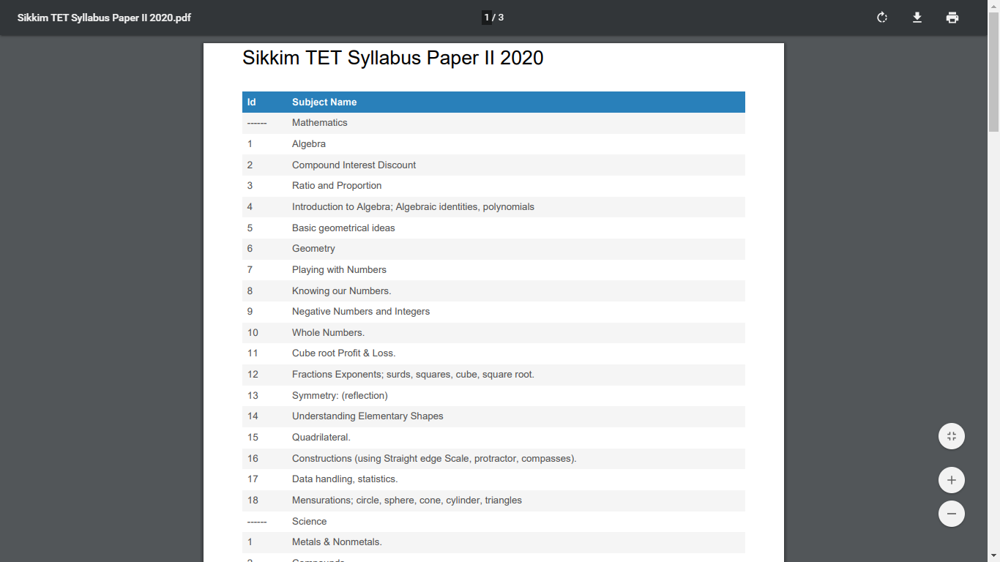 Sikkim TET Syllabus Paper II 2020.pdf
1 / 3
Sikkim TET Syllabus Paper II 2020
Id Subject Name
------ Mathematics
1 Algebra
2 Compound Interest Discount
3 Ratio and Proportion
4 Introduction to Algebra; Algebraic identities, polynomials
5 Basic geometrical ideas
6 Geometry
7 Playing with Numbers
8 Knowing our Numbers.
9 Negative Numbers and Integers
10 Whole Numbers.
11 Cube root Profit & Loss.
12 Fractions Exponents; surds, squares, cube, square root.
13 Symmetry: (reflection)
14 Understanding Elementary Shapes
15 Quadrilateral.
16 Constructions (using Straight edge Scale, protractor, compasses).
17 Data handling, statistics.
18 Mensurations; circle, sphere, cone, cylinder, triangles
------ Science
1 Metals & Nonmetals.
2 Compounds